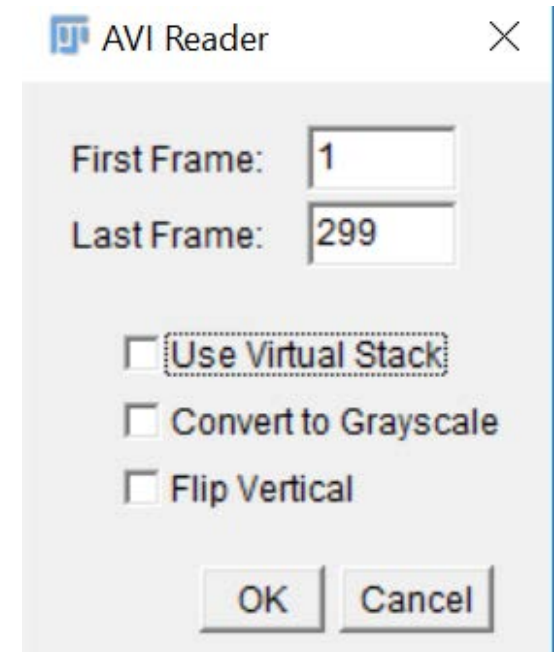 AVI Reader
First Frame: 1
Last Frame: 299
Use Virtual Stack
Convert to Grayscale
Flip Vertical
OK Cancel